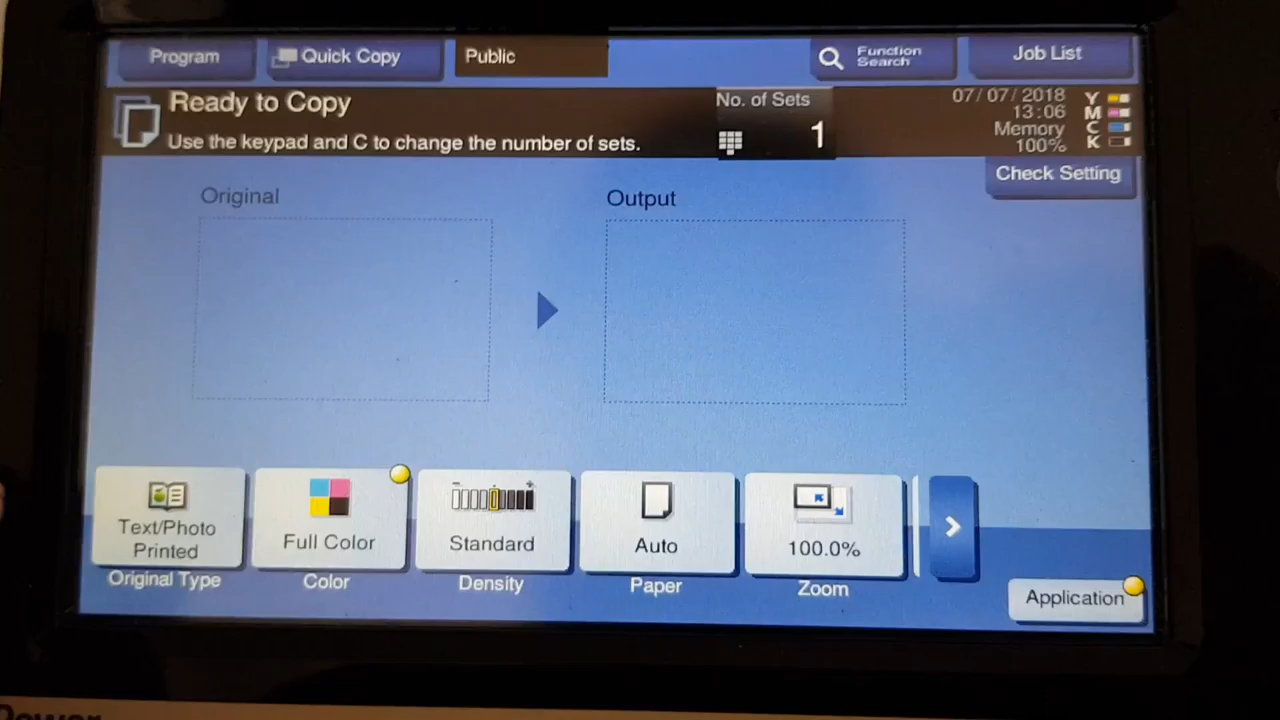 Program
Quick Copy
Public
Function
Search
Job List
Ready to Copy
Use the keypad and C to change the number of sets.
No. of Sets
1
07/07/2018
13:06
Memory
100%
Y
M
C
K
Check Setting
Original
Output
Text/Photo
Printed
Original Type
Full Color
Color
- +
Standard
Density
Auto
Paper
100.0%
Zoom
Application
Power